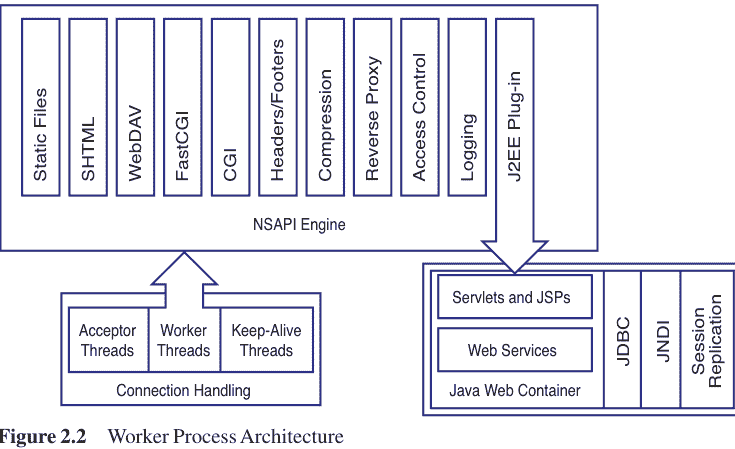 Static Files
SHTML
WebDAV
FastCGI
CGI
Headers/Footers
Compression
Reverse Proxy
Access Control
Logging
J2EE Plug-in
NSAPI Engine
Acceptor
Threads
Worker
Threads
Keep-Alive
Threads
Connection Handling
Servlets and JSPs
Web Services
Java Web Container
JDBC
JNDI
Session
Replication
Figure 2.2 Worker Process Architecture